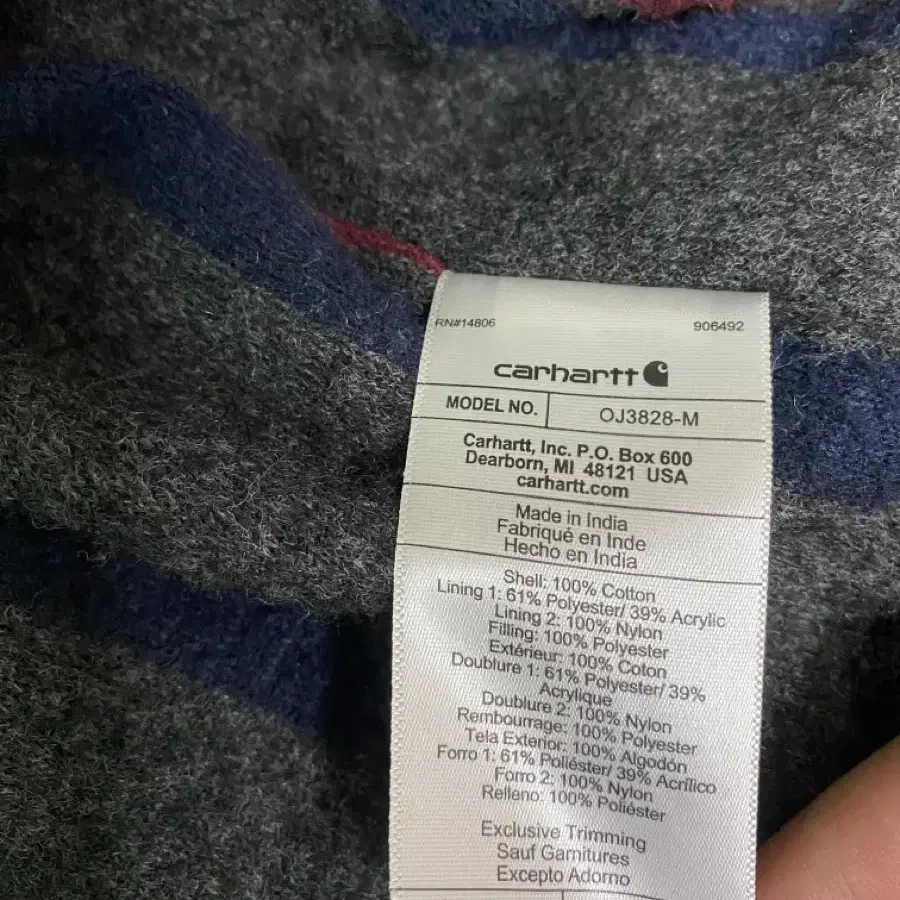 RN#14806 906492
carhartt
MODEL NO. OJ3828-M
Carhartt, Inc. P.O. Box 600
Dearborn, MI 48121 USA
carhartt.com
Made in India
Fabriqué en Inde
Hecho en India
Shell: 100% Cotton
Lining 1: 61% Polyester/ 39% Acrylic
Lining 2: 100% Nylon
Filling: 100% Polyester
Extérieur: 100% Coton
Doublure 1: 61% Polyester/ 39%
Acrylique
Doublure 2: 100% Nylon
Rembourrage: 100% Polyester
Tela Exterior: 100% Algodón
Forro 1: 61% Poliéster/ 39% Acrílico
Forro 2: 100% Nylon
Relleno: 100% Poliéster
Exclusive Trimming
Sauf Garnitures
Excepto Adorno